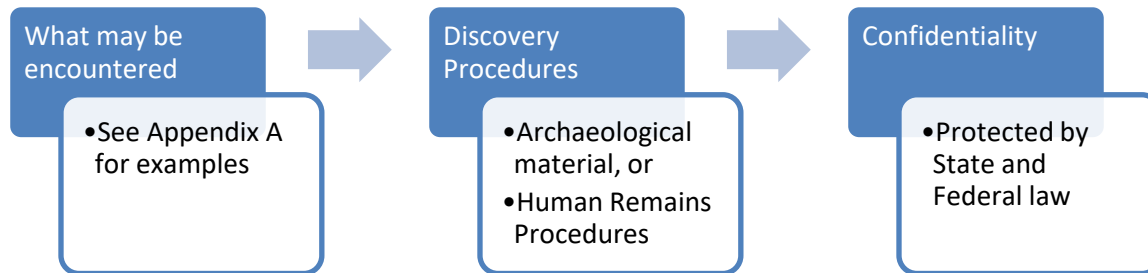 What may be
encountered
•See Appendix A
for examples
Discovery
Procedures
•Archaeological
material, or
•Human Remains
Procedures
Confidentiality
•Protected by
State and
Federal law